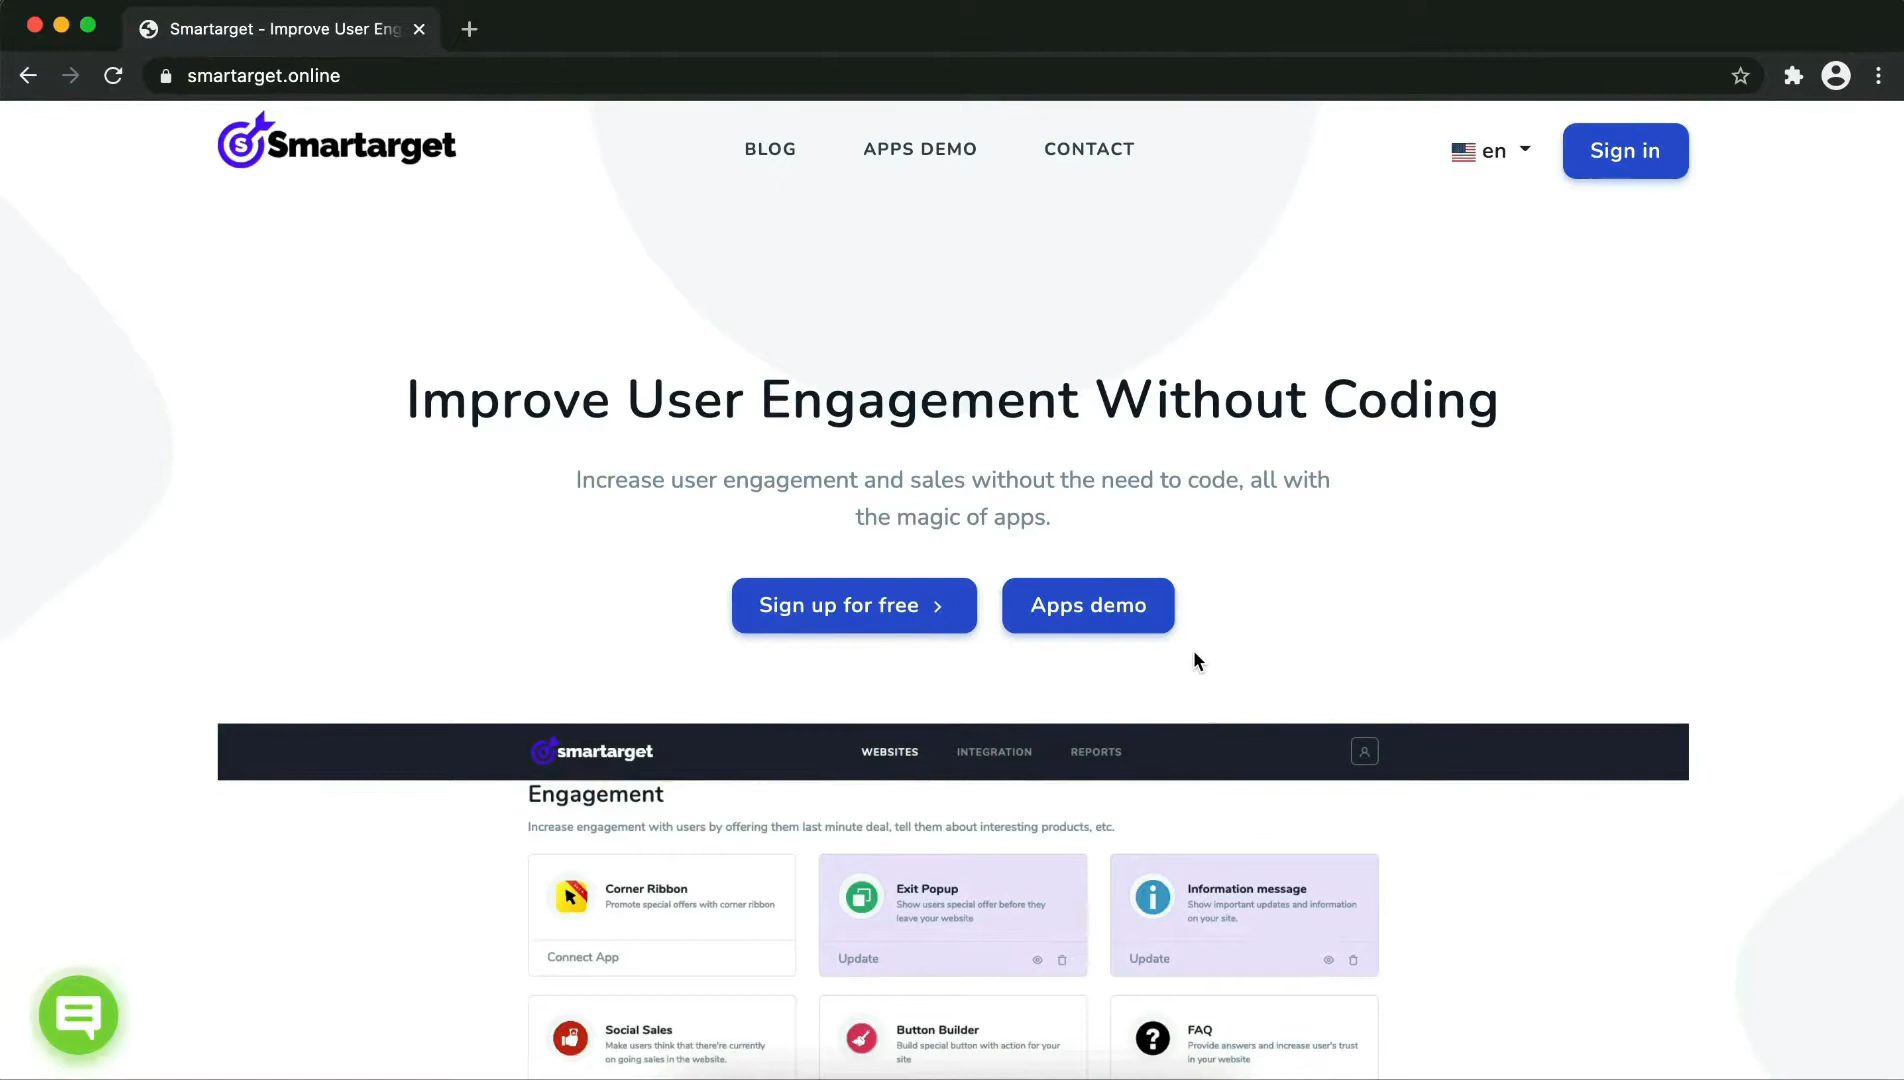 Smartarget - Improve User Eng
smartarget.online
Smartarget
BLOG
APPS DEMO
CONTACT
en
Sign in
Improve User Engagement Without Coding
Increase user engagement and sales without the need to code, all with
the magic of apps.
Sign up for free
Apps demo
smartarget
WEBSITES
INTEGRATION
REPORTS
Engagement
Increase engagement with users by offering them last minute deal, tell them about interesting products, etc.
Corner Ribbon
Promote special offers with corner ribbon
Connect App
Exit Popup
Show users special offer before they
leave your website
Update
Information message
Show important updates and information
on your site.
Update
Social Sales
Make users think that there're currently
on going sales in the website.
Button Builder
Build special button with action for your
site
FAQ
Provide answers and increase user's trust
in your website